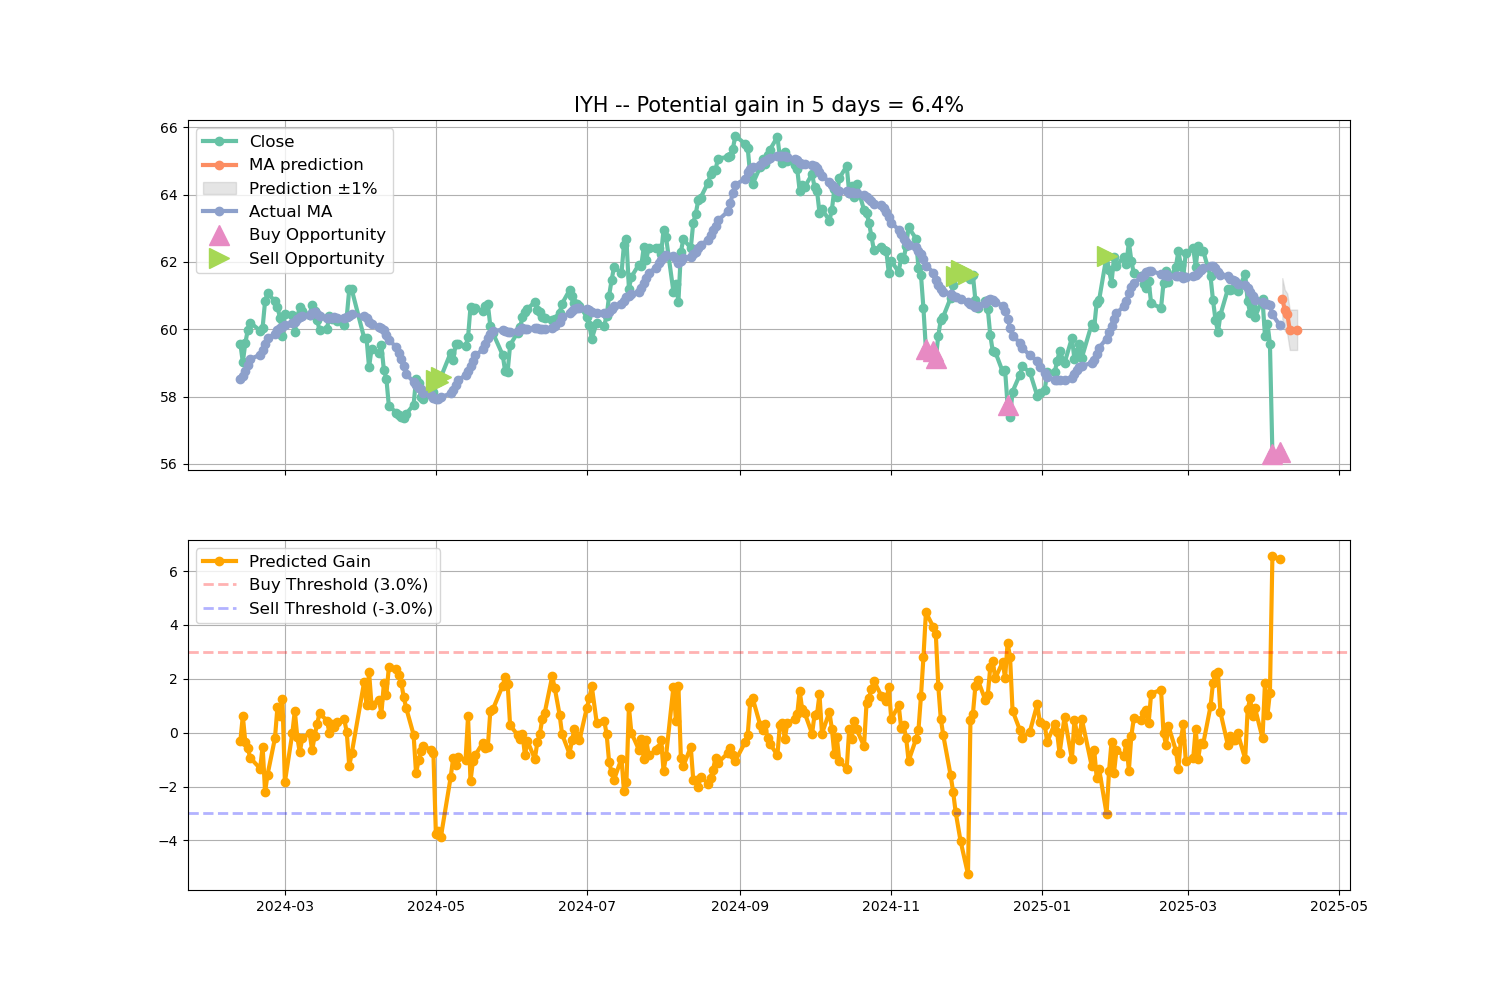 IYH -- Potential gain in 5 days = 6.4%
Close
MA prediction
Prediction ±1%
Actual MA
Buy Opportunity
Sell Opportunity
66
64
62
60
58
56
Predicted Gain
Buy Threshold (3.0%)
Sell Threshold (-3.0%)
6
4
2
0
−2
−4
2024-03
2024-05
2024-07
2024-09
2024-11
2025-01
2025-03
2025-05